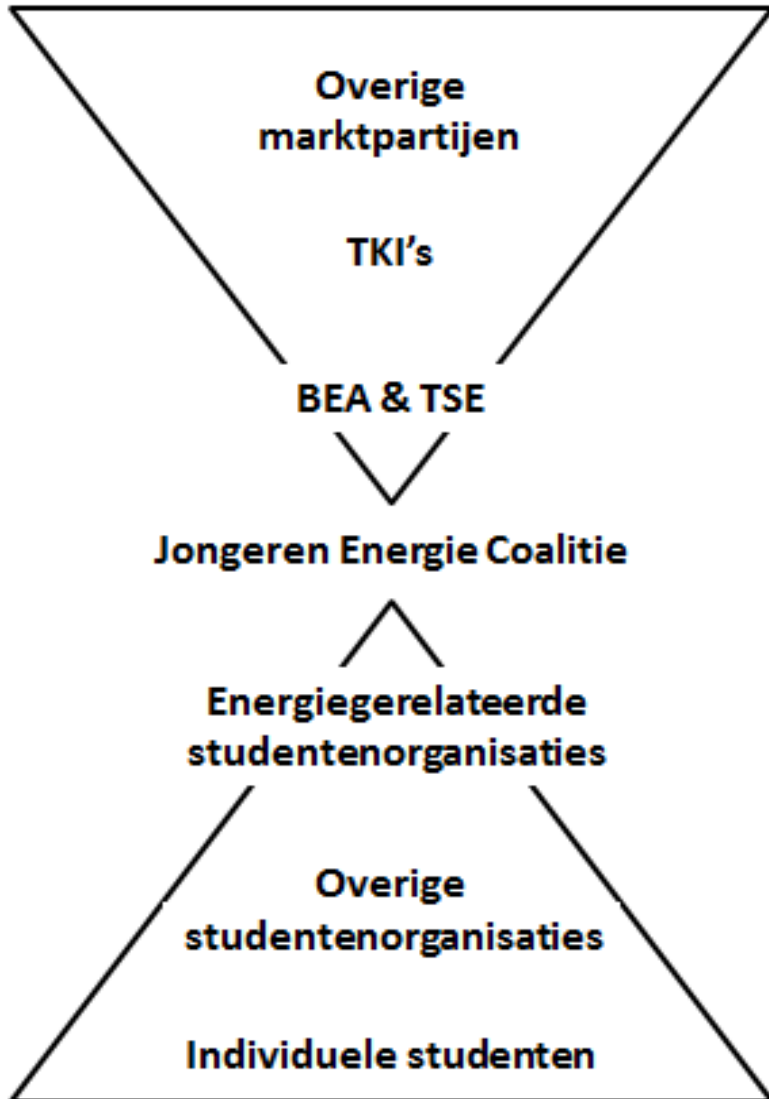 Overige
marktpartijen
TKI's
BEA & TSE
Jongeren Energie Coalitie
Energiegerelateerde
studentenorganisaties
Overige
studentenorganisaties
Individuele studenten